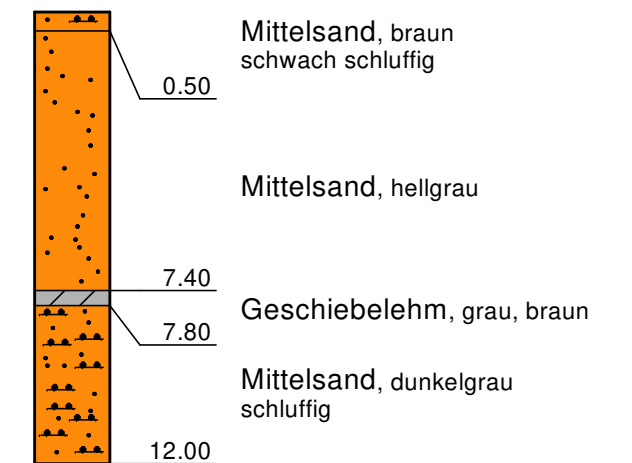 Mittelsand, braun
schwach schluffig
0.50
Mittelsand, hellgrau
7.40
Geschiebelehm, grau, braun
7.80
Mittelsand, dunkelgrau
schluffig
12.00